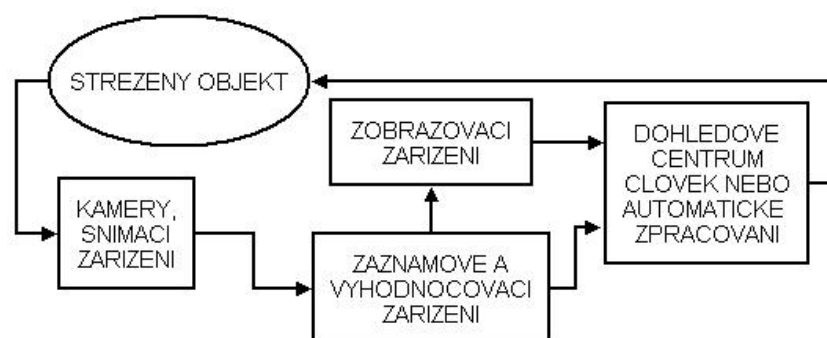 STREZENY OBJEKT
KAMERY,
SNIMACI
ZARIZENI
ZAZNAMOVE A
VYHODNOCOVACI
ZARIZENI
ZOBRAZOVACI
ZARIZENI
DOHLEDOVE
CENTRUM
CLOVEK NEBO
AUTOMATICKE
ZPRACOVANI